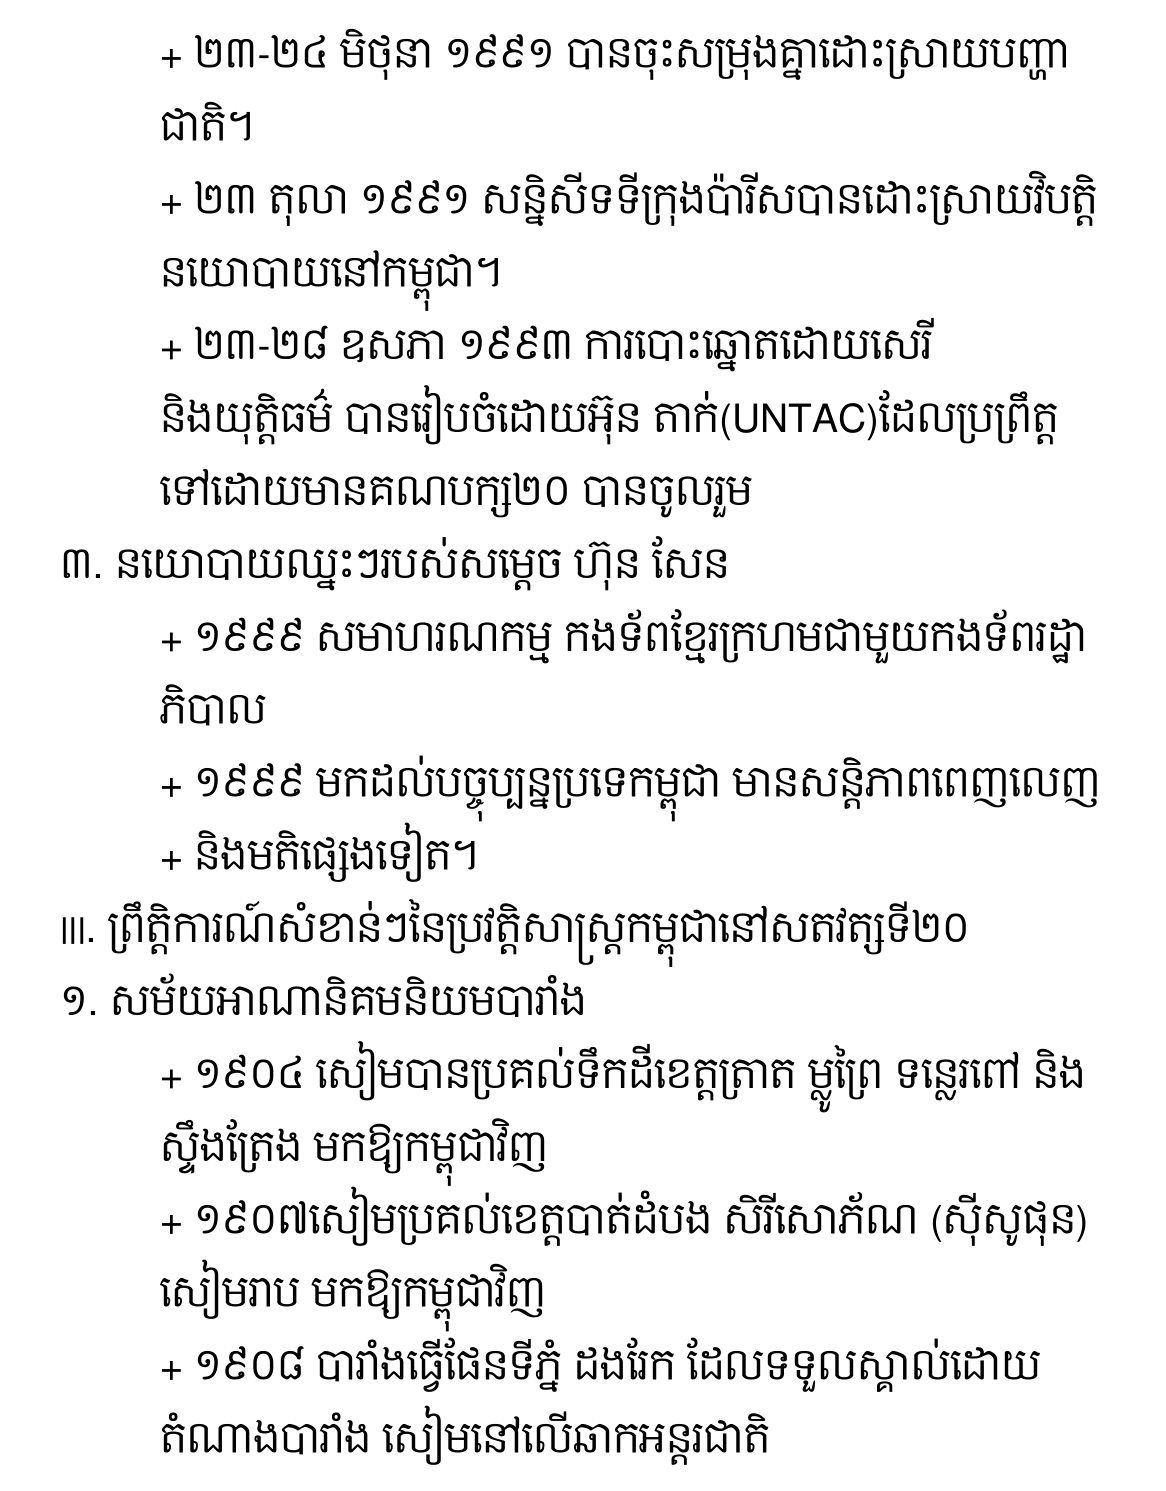 + ២៣-២៤ មិថុនា ១៩៩១ បានចុះសម្រុងគ្នាដោះស្រាយបញ្ហា
ជាតិ។
+ ២៣ តុលា ១៩៩១ សន្និសីទទីក្រុងប៉ារីសបានដោះស្រាយវិបត្តិ
នយោបាយនៅកម្ពុជា។
+ ២៣-២៨ ឧសភា ១៩៩៣ ការបោះឆ្នោតដោយសេរី
និងយុត្តិធម៌ បានរៀបចំដោយអ៊ុន តាក់(UNTAC)ដែលប្រព្រឹត្ត
ទៅដោយមានគណបក្ស២០ បានចូលរួម
៣. នយោបាយឈ្នះៗរបស់សម្តេច ហ៊ុន សែន
+ ១៩៩៩ សមាហរណកម្ម កងទ័ពខ្មែរក្រហមជាមួយកងទ័ពរដ្ឋា
ភិបាល
+ ១៩៩៩ មកដល់បច្ចុប្បន្នប្រទេកម្ពុជា មានសន្តិភាពពេញលេញ
+ និងមតិផ្សេងទៀត។
III. ព្រឹត្តិការណ៍សំខាន់ៗនៃប្រវត្តិសាស្ត្រកម្ពុជានៅសតវត្សទី២០
១. សម័យអាណានិគមនិយមបារាំង
+ ១៩០៤ សៀមបានប្រគល់ទឹកដីខេត្តត្រាត ម្លូព្រៃ ទន្លេរពៅ និង
ស្ទឹងត្រែង មកឱ្យកម្ពុជាវិញ
+ ១៩០៧សៀមប្រគល់ខេត្តបាត់ដំបង សិរីសោភ័ណ (ស៊ីសូផុន)
សៀមរាប មកឱ្យកម្ពុជាវិញ
+ ១៩០៨ បារាំងធ្វើផែនទីភ្នំ ដងរែក ដែលទទួលស្គាល់ដោយ
តំណាងបារាំង សៀមនៅលើឆាកអន្តរជាតិ